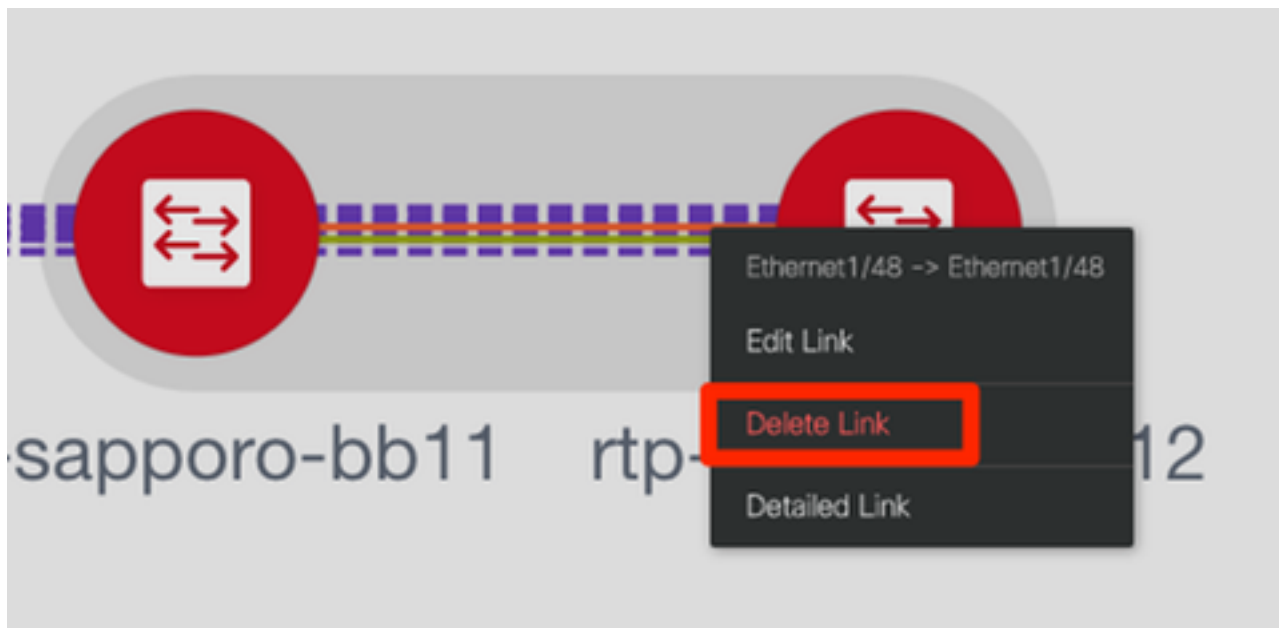 Ethernet1/48 -> Ethernet1/48
Edit Link
Delete Link
Detailed Link
-sapporo-bb11
rtp-
12